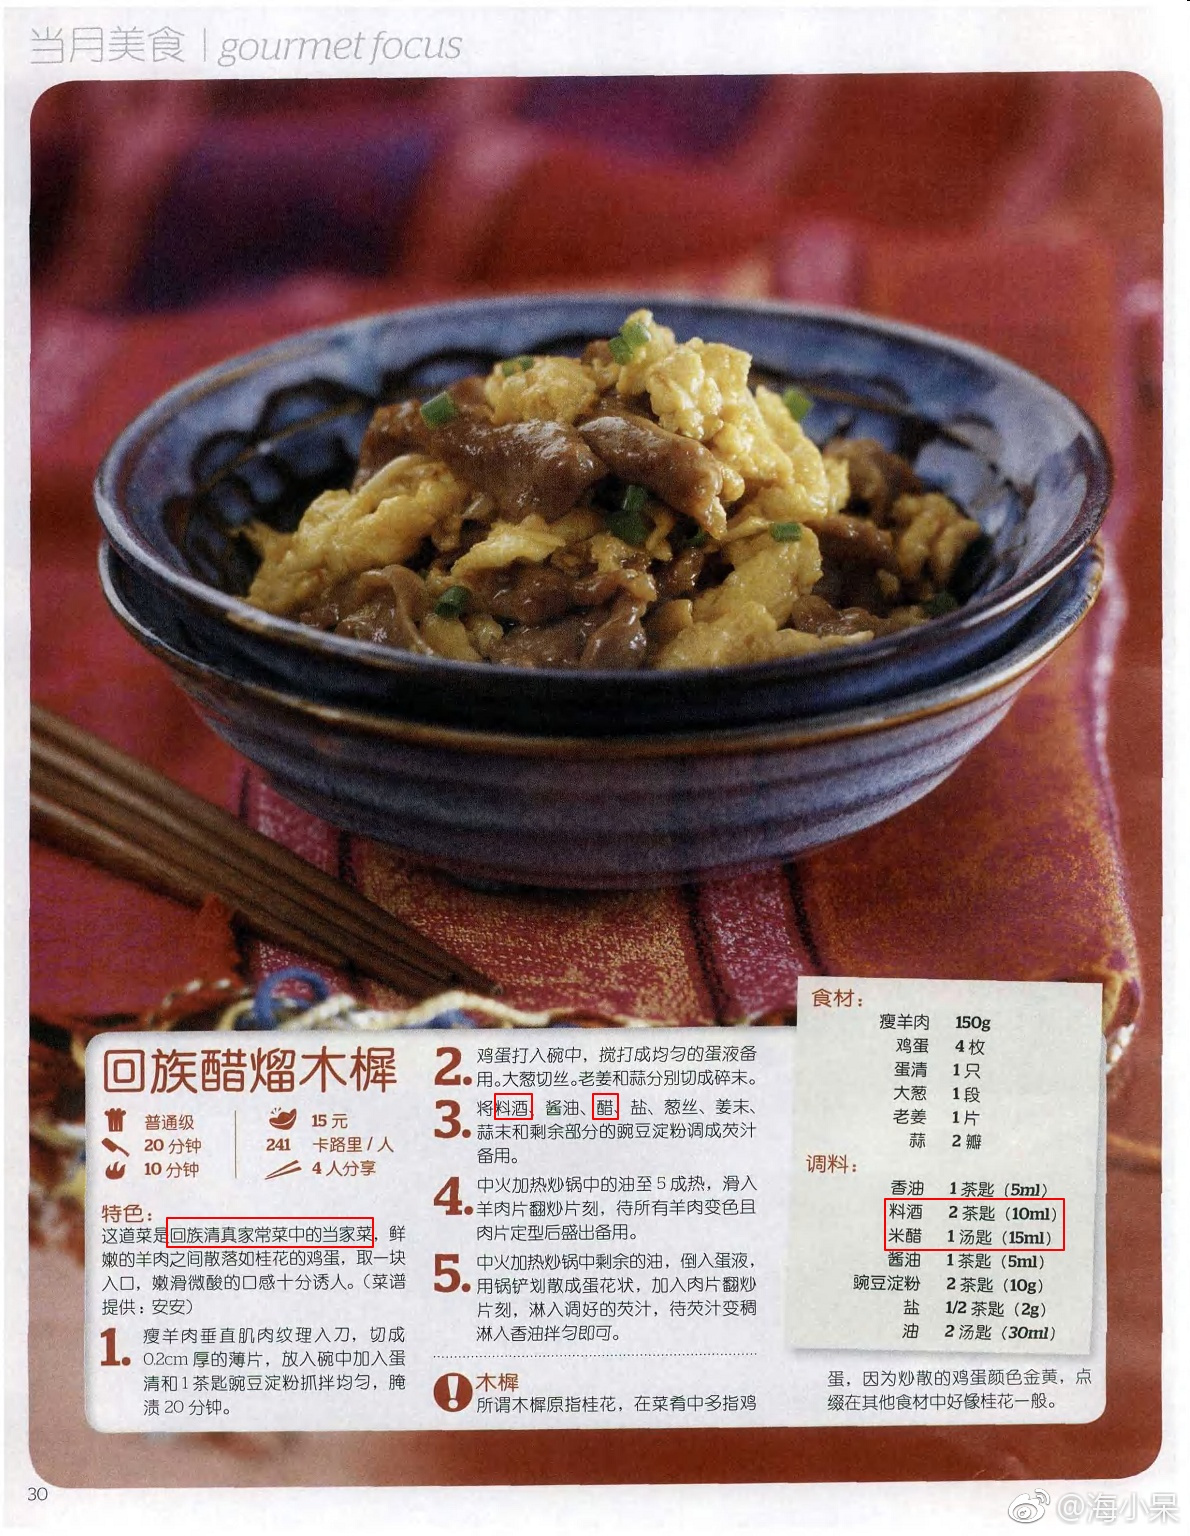 当月美食 | gourmet focus
回族醋熘木樨
普通级
20 分钟
10 分钟
15 元
241 卡路里 / 人
4 人分享
特色:
这道菜是回族清真家常菜中的当家菜，鲜
嫩的羊肉之间散落如桂花的鸡蛋，取一块
入口，嫩滑微酸的口感十分诱人。（菜谱
提供：安安）
1. 瘦羊肉垂直肌肉纹理入刀，切成
0.2cm 厚的薄片，放入碗中加入蛋
清和1茶匙豌豆淀粉抓拌均匀，腌
渍20分钟。
2. 鸡蛋打入碗中，搅打成均匀的蛋液备
用。大葱切丝。老姜和蒜分别切成碎末。
3. 将料酒、酱油、醋、盐、葱丝、姜末、
蒜末和剩余部分的豌豆淀粉调成芡汁
备用。
4. 中火加热炒锅中的油至5成热，滑入
羊肉片翻炒片刻，待所有羊肉变色且
肉片定型后盛出备用。
5. 中火加热炒锅中剩余的油，倒入蛋液，
用锅铲划散成蛋花状，加入肉片翻炒
片刻，淋入调好的芡汁，待芡汁变稠
淋入香油拌匀即可。
! 木樨
所谓木樨原指桂花，在菜肴中多指鸡
蛋，因为炒散的鸡蛋颜色金黄，点
缀在其他食材中好像桂花一般。
食材:
瘦羊肉 150g
鸡蛋 4 枚
蛋清 1 只
大葱 1 段
老姜 1 片
蒜 2 瓣
调料:
香油 1 茶匙 (5ml)
料酒 2 茶匙 (10ml)
米醋 1 汤匙 (15ml)
酱油 1 茶匙 (5ml)
豌豆淀粉 2 茶匙 (10g)
盐 1/2 茶匙 (2g)
油 2 汤匙 (30ml)
30
@海小呆